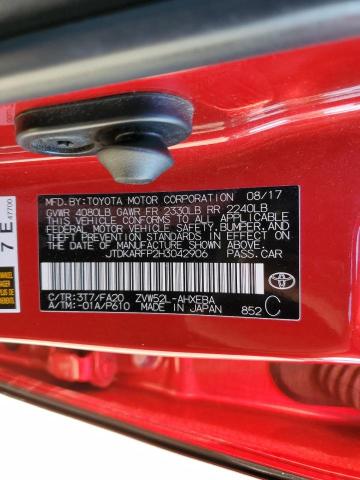 MFD.BY:TOYOTA MOTOR CORPORATION 08/17
GVWR 4080LB GAWR FR 2330LB RR 2240LB
THIS VEHICLE CONFORMS TO ALL APPLICABLE
FEDERAL MOTOR VEHICLE SAFETY, BUMPER, AND
THEFT PREVENTION STANDARDS IN EFFECT ON
THE DATE OF MANUFACTURE SHOWN ABOVE.
JTDKARFP2H3042906 PASS.CAR
C/TR:3T7/FA20 ZVW52L-AHXEBA
A/TM:-01A/P610 MADE IN JAPAN 852 C
7 E
47700